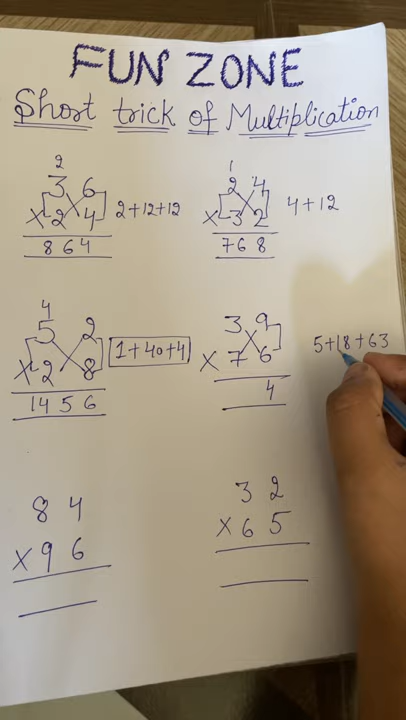 FUN ZONE
Short trick of Multiplication
2
3 6
× 2 4 2+12+12
8 6 4
1
2 4
× 3 2 4+12
7 6 8
4
5 2
× 2 8 1+40+4
14 5 6
3 9
× 7 6 5+18+63
4
8 4
× 9 6
3 2
× 6 5